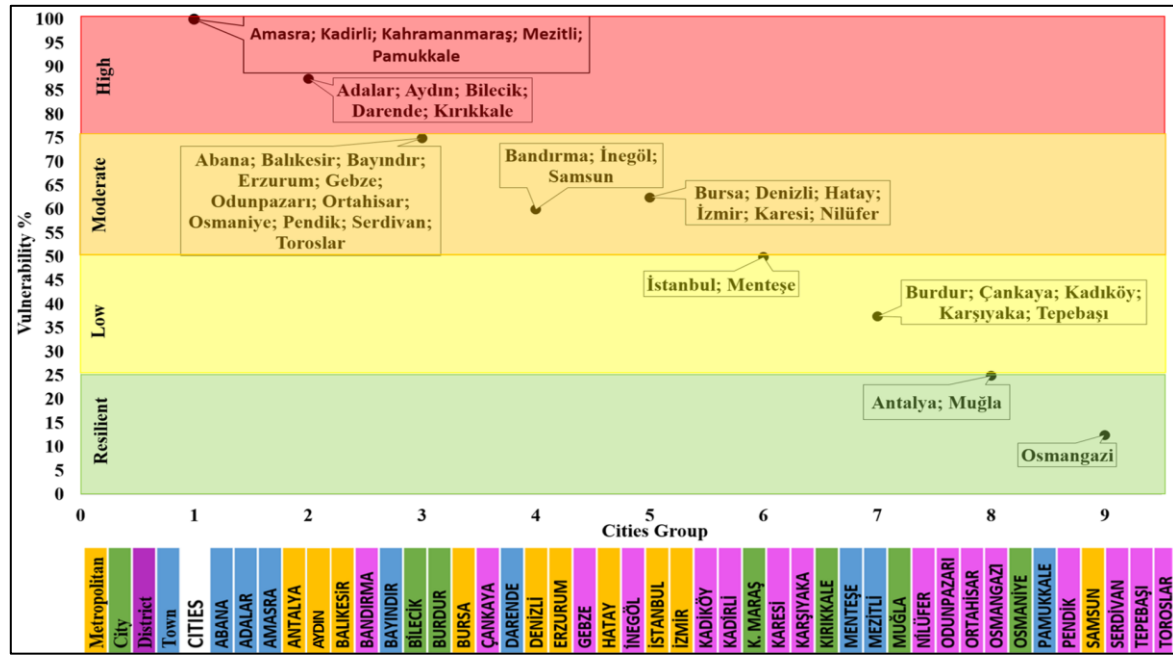 100
95
90
85
80
75
70
65
60
55
50
45
40
35
30
25
20
15
10
5
0
Vulnerability %
High
Moderate
Low
Resilient
Amasra; Kadirli; Kahramanmaraş; Mezitli;
Pamukkale
Adalar; Aydın; Bilecik;
Darende; Kırıkkale
Abana; Balıkesir; Bayındır;
Erzurum; Gebze;
Odunpazarı; Ortahisar;
Osmaniye; Pendik; Serdivan;
Toroslar
Bandırma; İnegöl;
Samsun
Bursa; Denizli; Hatay;
İzmir; Karesi; Nilüfer
İstanbul; Menteşe
Burdur; Çankaya; Kadıköy;
Karşıyaka; Tepebaşı
Antalya; Muğla
Osmangazi
0 1 2 3 4 5 6 7 8 9
Cities Group
Metropolitan
City
District
Town
CITIES
ABANA
ADALAR
AMASRA
ANTALYA
AYDIN
BALIKESİR
BANDIRMA
BAYINDIR
BİLECİK
BURDUR
BURSA
ÇANKAYA
DARENDE
DENİZLİ
ERZURUM
GEBZE
HATAY
İNEGÖL
İSTANBUL
İZMİR
KADIKÖY
KADİRLİ
K. MARAŞ
KARESİ
KARŞIYAKA
KIRIKKALE
MENTEŞE
MEZİTLİ
MUĞLA
NİLÜFER
ODUNPAZARI
ORTAHİSAR
OSMANGAZI
OSMANİYE
PAMUKKALE
PENDİK
SAMSUN
SERDİVAN
TEPEBAŞI
TOROSLAR